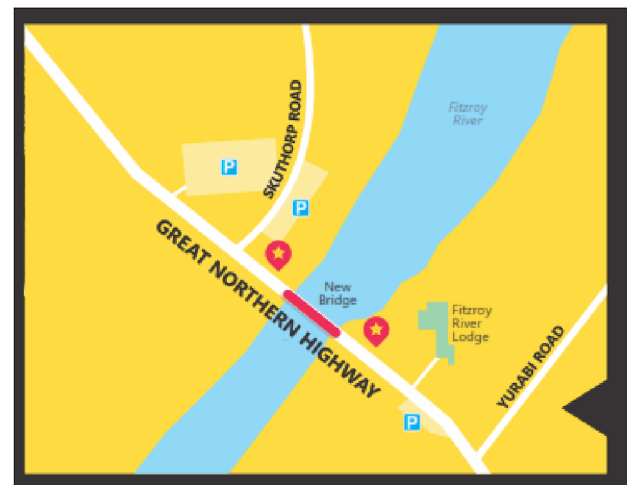 Fitzroy
River
SKUTHORP ROAD
P
P
GREAT NORTHERN HIGHWAY
New
Bridge
Fitzroy
River
Lodge
YURABI ROAD
P